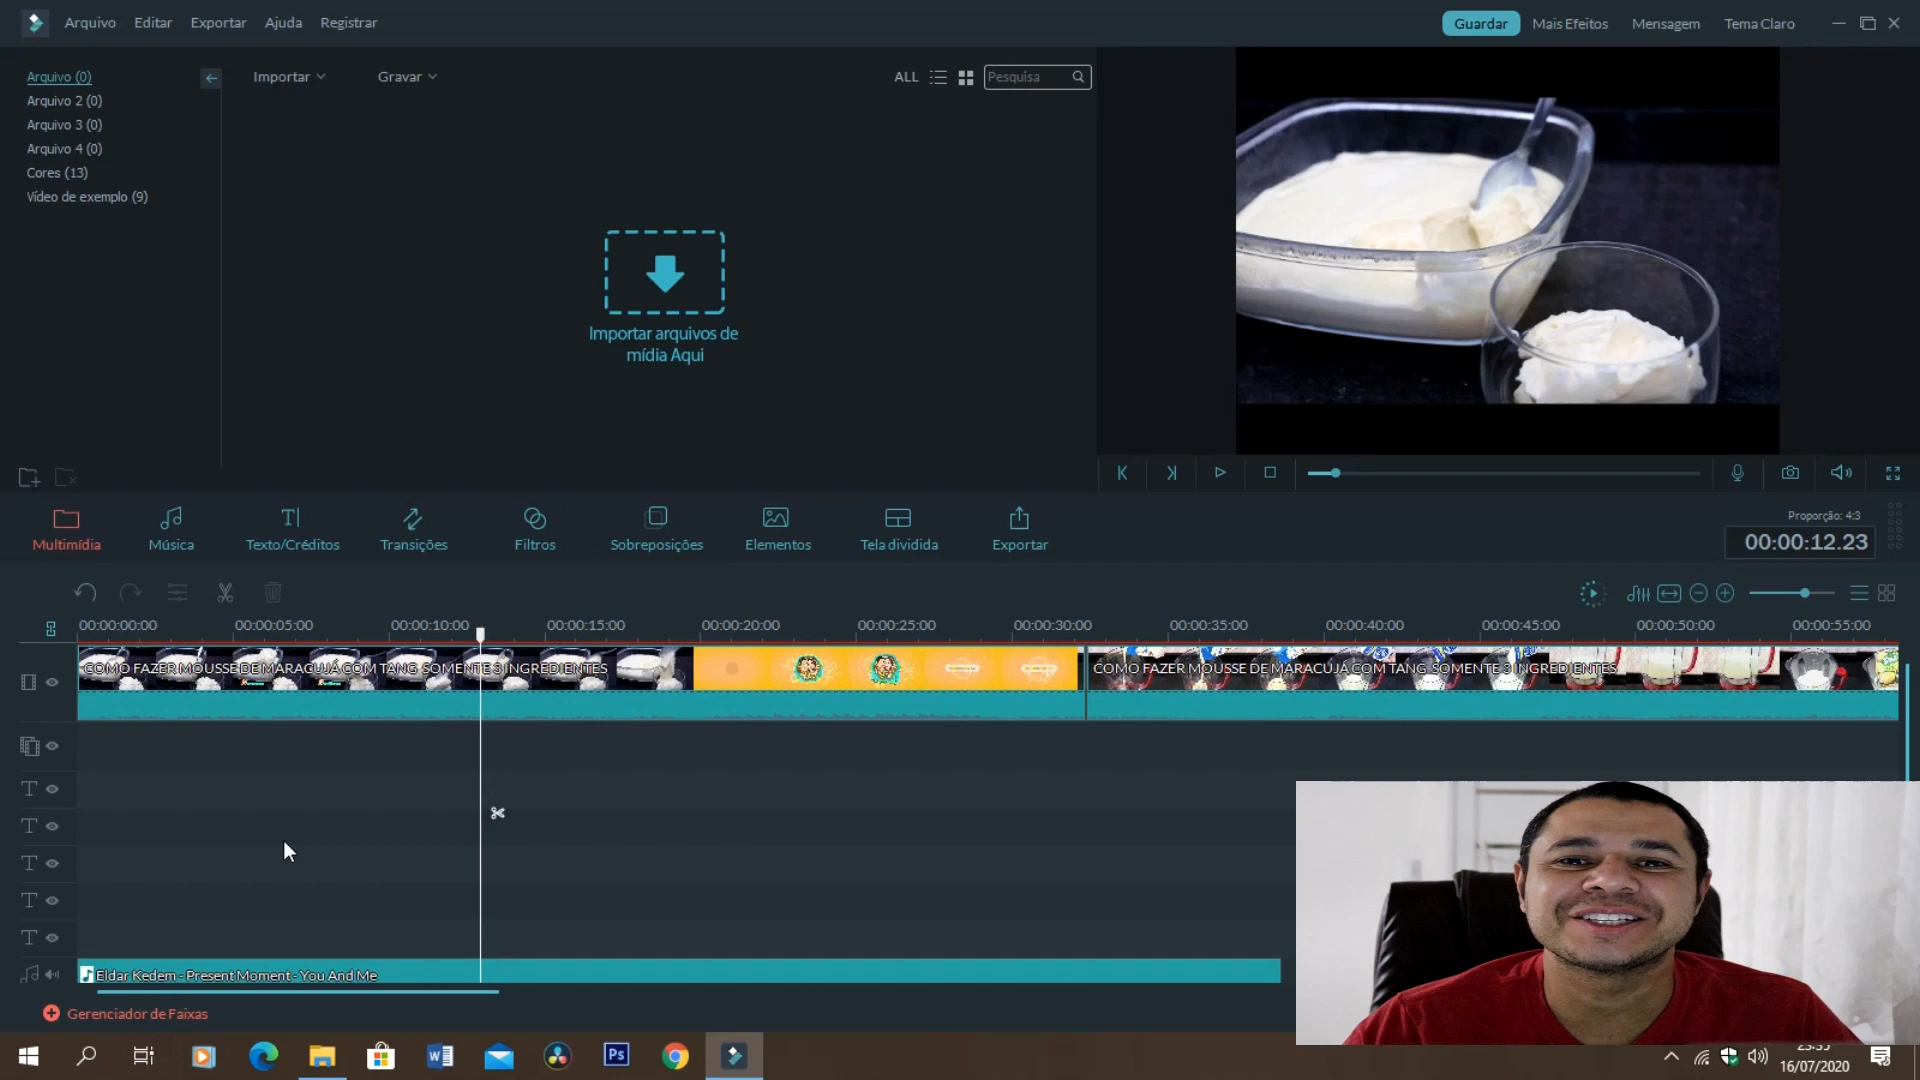 Arquivo Editar Exportar Ajuda Registrar
Guardar Mais Efeitos Mensagem Tema Claro
Arquivo (0)
Arquivo 2 (0)
Arquivo 3 (0)
Arquivo 4 (0)
Cores (13)
Vídeo de exemplo (9)
Importar Gravar
ALL Pesquisa
Importar arquivos de
mídia Aqui
Multimídia Música Texto/Créditos Transições Filtros Sobreposições Elementos Tela dividida Exportar
Proporção: 4:3
00:00:12.23
00:00:00:00 00:00:05:00 00:00:10:00 00:00:15:00 00:00:20:00 00:00:25:00 00:00:30:00 00:00:35:00 00:00:40:00 00:00:45:00 00:00:50:00 00:00:55:00
COMO FAZER MOUSSE DE MARACUJÁ COM TANG SOMENTE 3 INGREDIENTES
COMO FAZER MOUSSE DE MARACUJÁ COM TANG SOMENTE 3 INGREDIENTES
Eldar Kedem - Present Moment - You And Me
Gerenciador de Faixas
Ps
16/07/2020